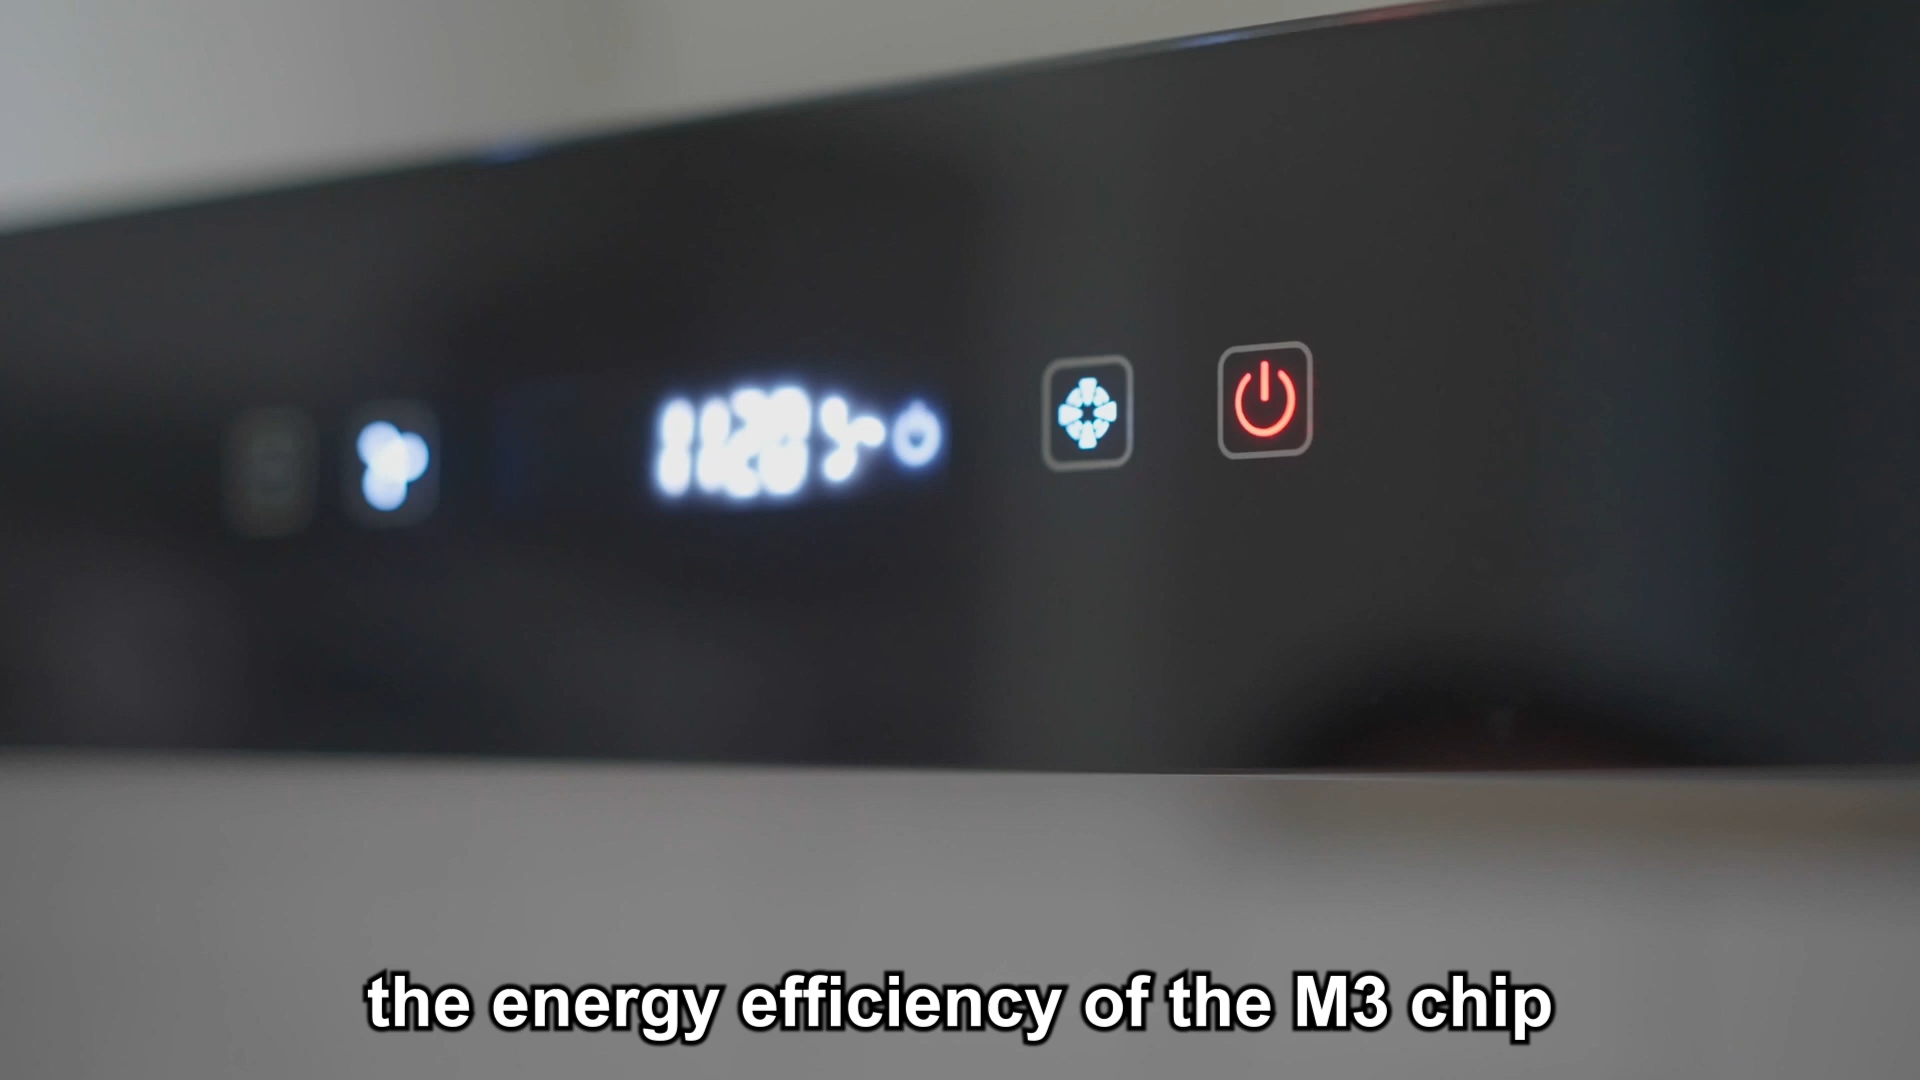 the energy efficiency of the M3 chip